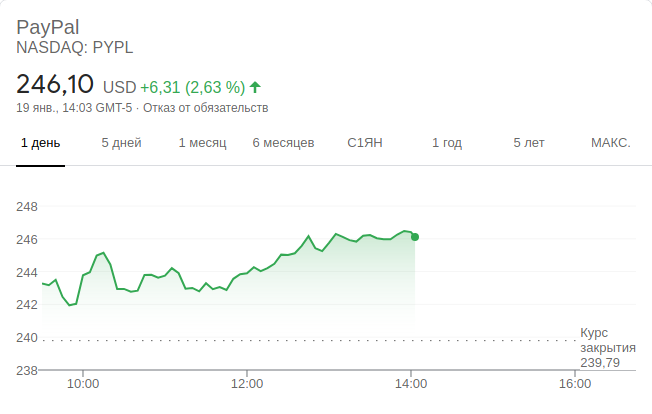 PayPal
NASDAQ: PYPL
246,10 USD +6,31 (2,63 %)
19 янв., 14:03 GMT-5 · Отказ от обязательств
1 день 5 дней 1 месяц 6 месяцев С1ЯН 1 год 5 лет МАКС.
248
246
244
242
240
238
Курс
закрытия
239,79
10:00 12:00 14:00 16:00